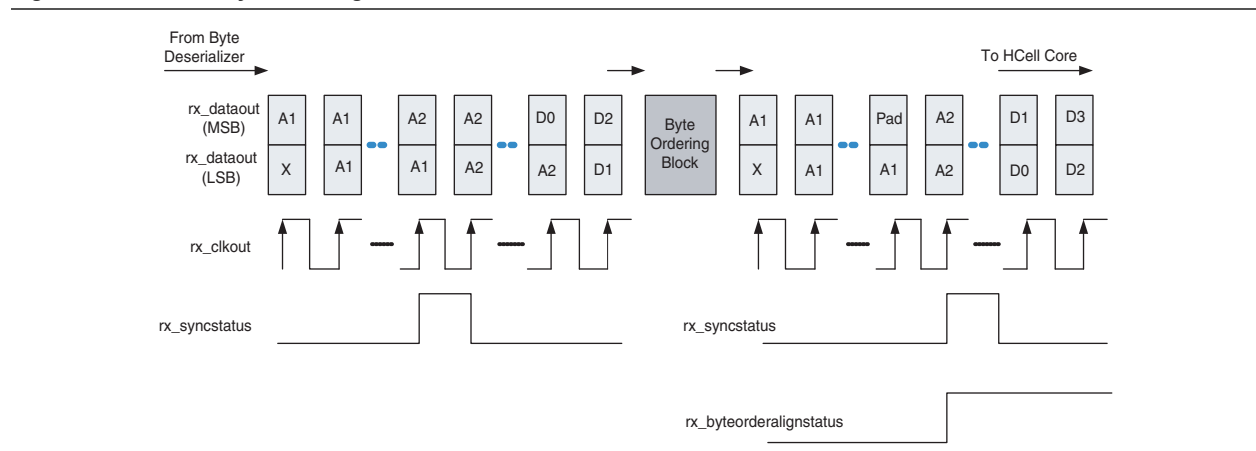 From Byte
Deserializer
To HCell Core
rx_dataout
(MSB)
A1
A1
A2
A2
D0
D2
Byte
Ordering
Block
A1
A1
Pad
A2
D1
D3
rx_dataout
(LSB)
X
A1
A1
A2
A2
D1
X
A1
A1
A2
D0
D2
rx_clkout
rx_syncstatus
rx_syncstatus
rx_byteorderalignstatus